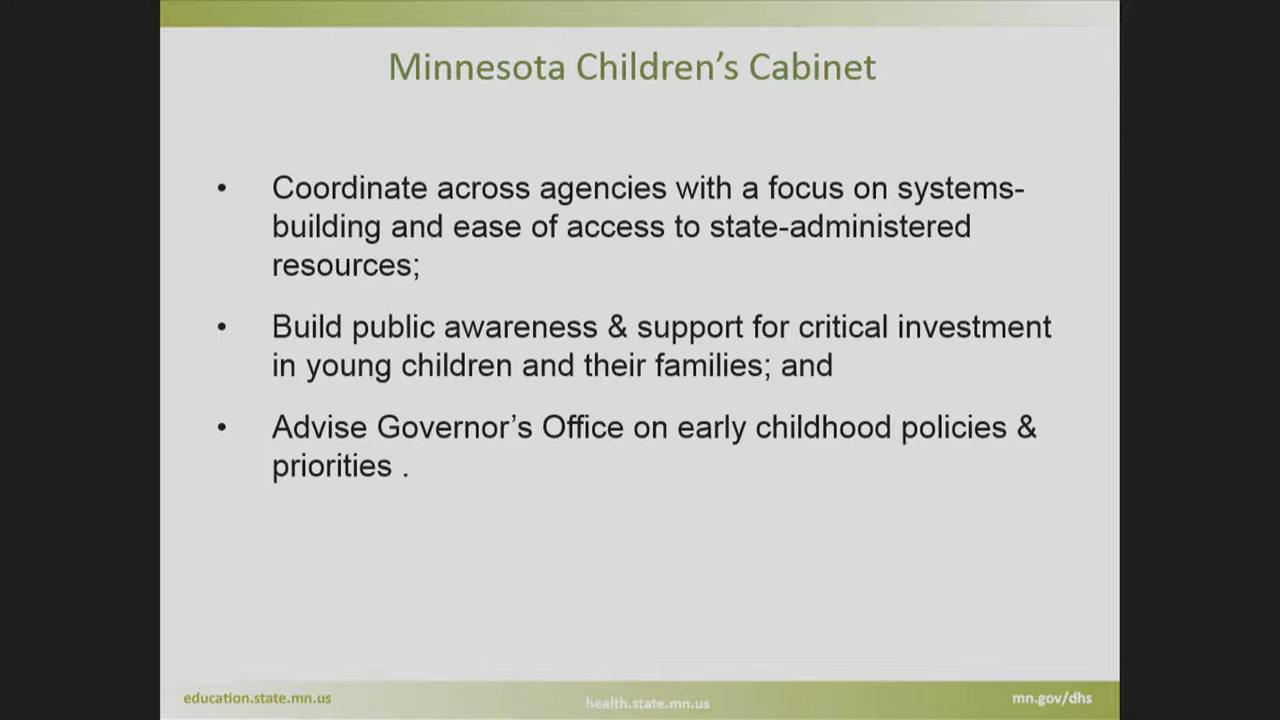 Minnesota Children’s Cabinet
• Coordinate across agencies with a focus on systems-
building and ease of access to state-administered
resources;
• Build public awareness & support for critical investment
in young children and their families; and
• Advise Governor’s Office on early childhood policies &
priorities .
education.state.mn.us
health.state.mn.us
mn.gov/dhs